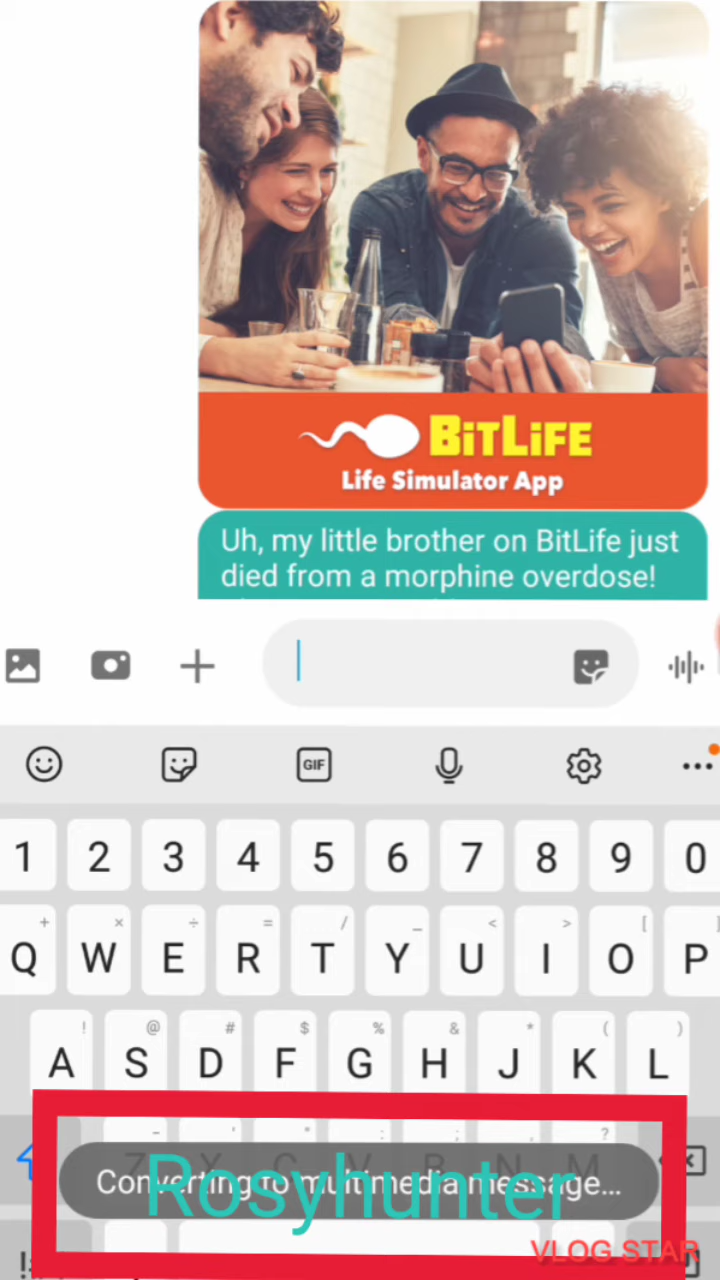 BiTLiFE
Life Simulator App
Uh, my little brother on BitLife just
died from a morphine overdose!
GIF
1 2 3 4 5 6 7 8 9 0
+ × ÷ = / _ < > [ ]
Q W E R T Y U I O P
! @ # $ % & * ( )
A S D F G H J K L
- ' " : ; , ?
Z X C V B N M
Converting to multimedia message...
Rosyhunter
VLOG STAR